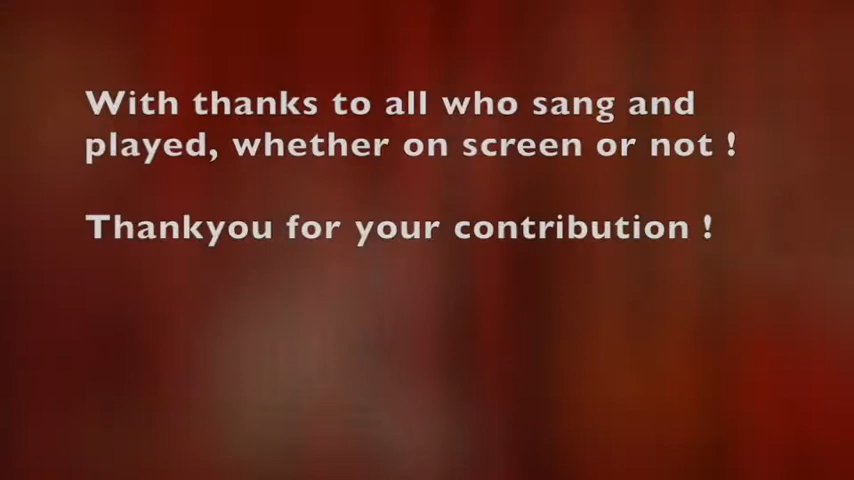 With thanks to all who sang and
played, whether on screen or not !
Thankyou for your contribution !